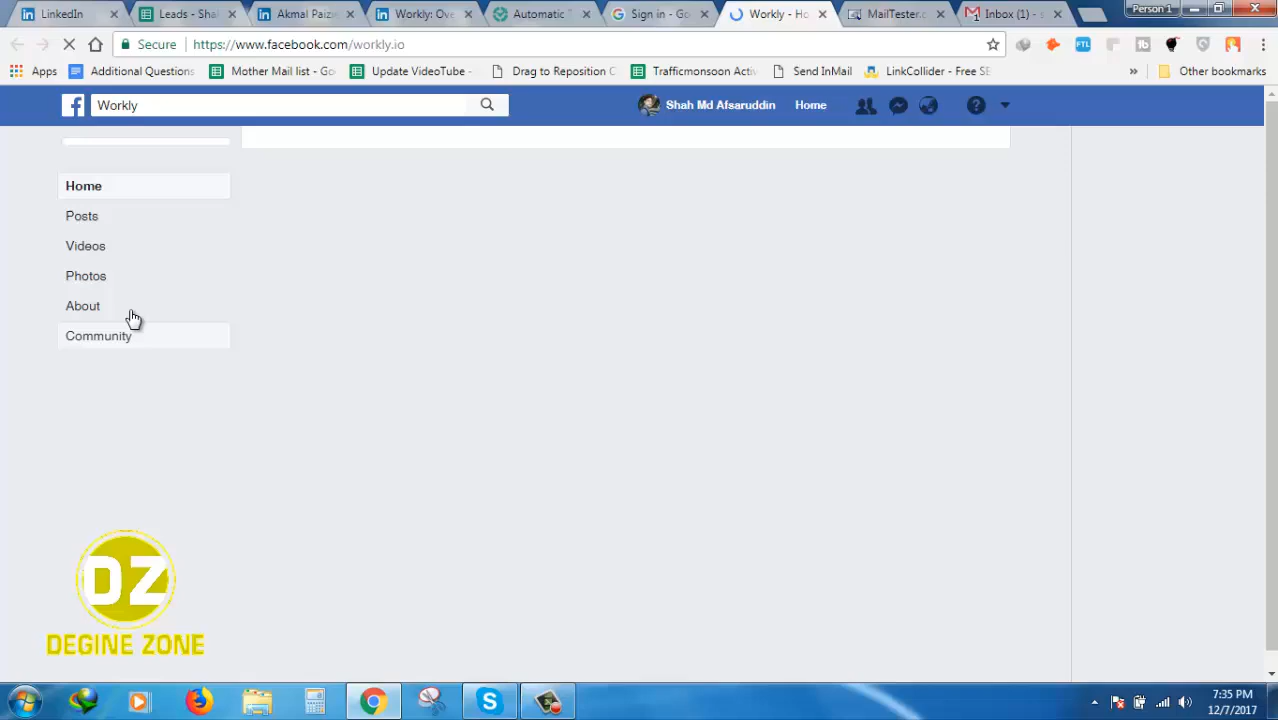 LinkedIn
Leads - Sha
Akmal Paizie
Workly: Ove
Automatic
Sign in - Go
Workly - Ho
MailTester.c
Inbox (1) - s
Person 1
Secure
https://www.facebook.com/workly.io
Apps
Additional Questions
Mother Mail list - Go
Update VideoTube -
Drag to Reposition C
Trafficmonsoon Acti
Send InMail
LinkCollider - Free SE
»
Other bookmarks
Workly
Shah Md Afsaruddin
Home
Home
Posts
Videos
Photos
About
Community
DZ
DEGINE ZONE
7:35 PM
12/7/2017